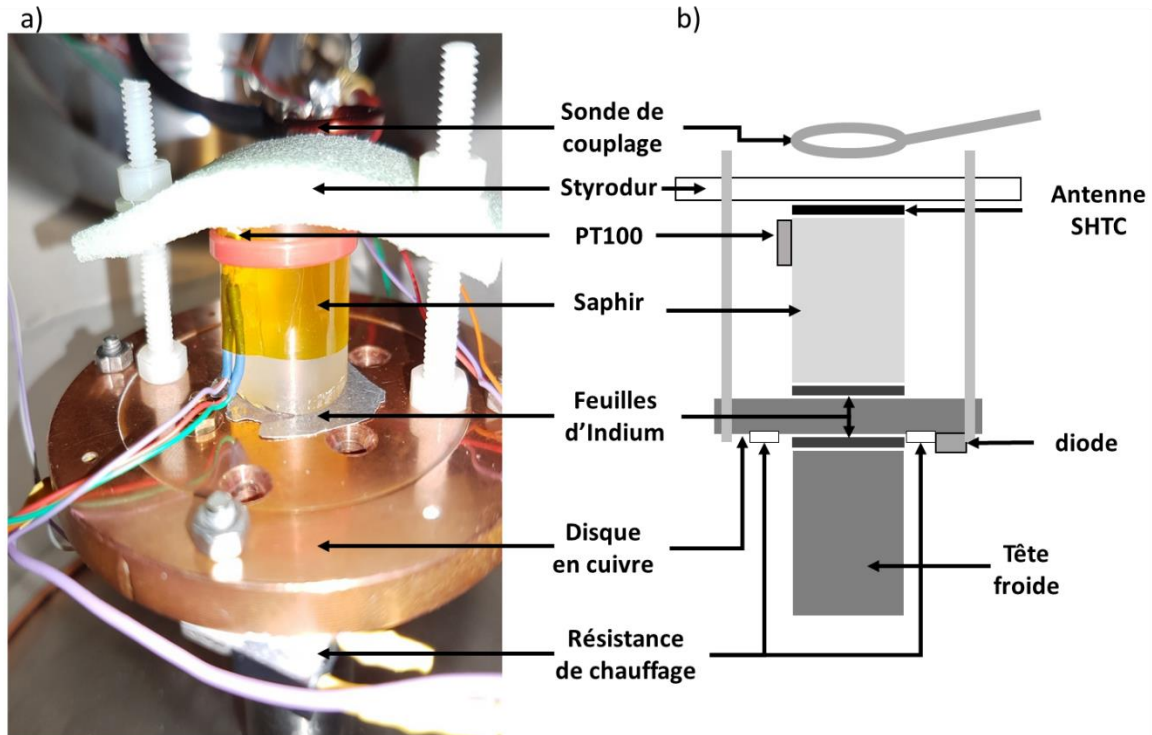 a)
b)
Sonde de
couplage
Styrodur
Antenne
SHTC
PT100
Saphir
Feuilles
d’Indium
diode
Disque
en cuivre
Tête
froide
Résistance
de chauffage